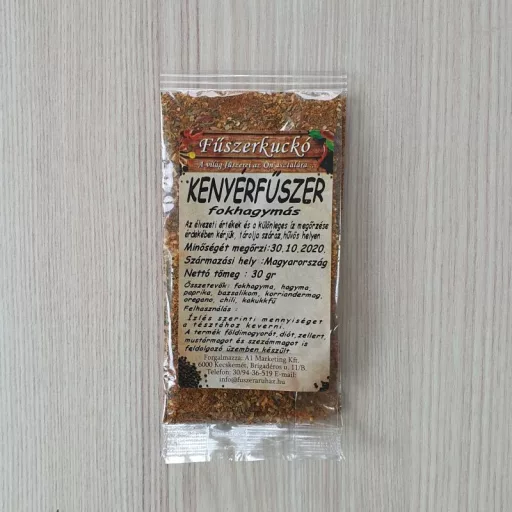 Fűszerkuckó
A világ fűszerei az Ön asztalára
KENYÉRFŰSZER
fokhagymás
Az élvezeti értékek és a különleges íz megőrzése
érdekében kérjük, tárolja száraz, hűvös helyen
Minőségét megőrzi:30.10.2020.
Származási hely :Magyarország
Nettó tömeg : 30 gr
Összetevők: fokhagyma, hagyma,
paprika, bazsalikom, korriandermag,
oregano, chili, kakukkfű
Felhasználás :
Ízlés szerinti mennyiséget
a tésztához keverni.
A termék földimogyorót,diót,zellert,
mustármagot és szezámmagot is
feldolgozó üzemben készült.
Forgalmazza: A1 Marketing Kft.
6000 Kecskemét, Brigadéros u. 11/B.
Telefon: 30/94-36-519 E-mail:
info@fuszeraruhaz.hu